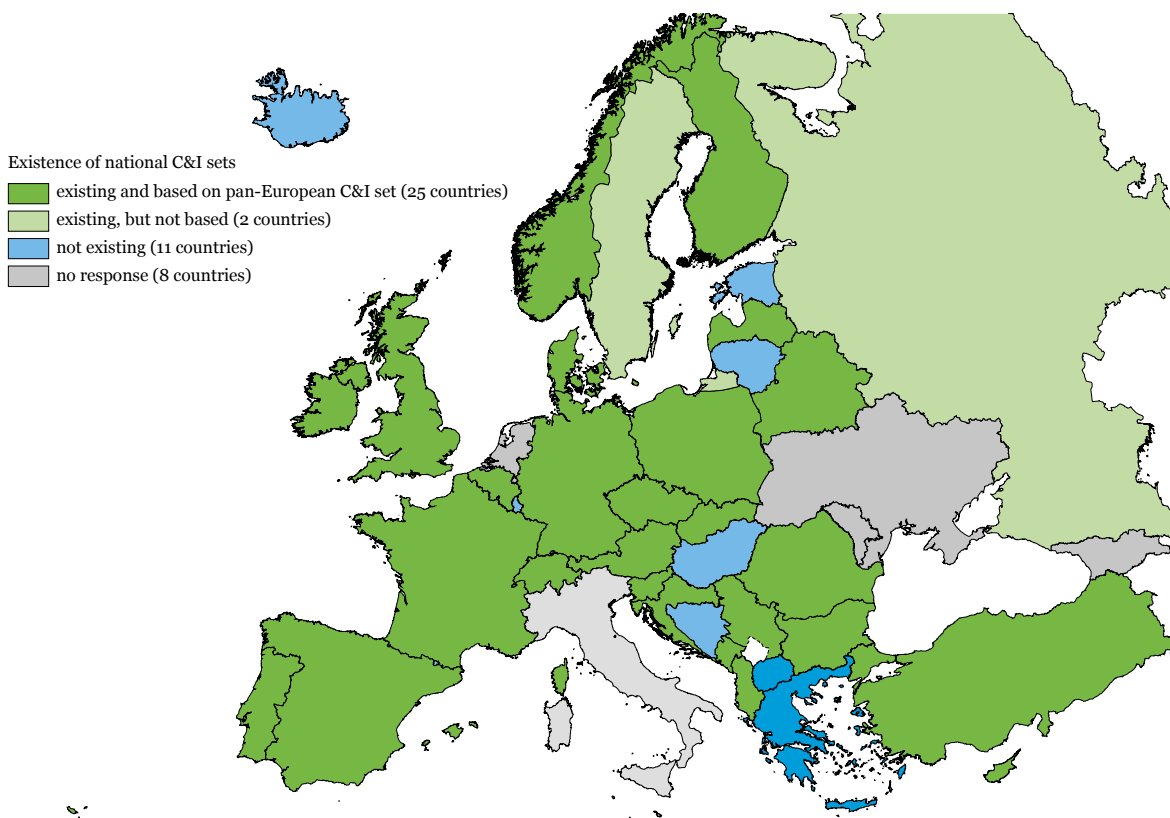 Existence of national C&I sets
existing and based on pan-European C&I set (25 countries)
existing, but not based (2 countries)
not existing (11 countries)
no response (8 countries)